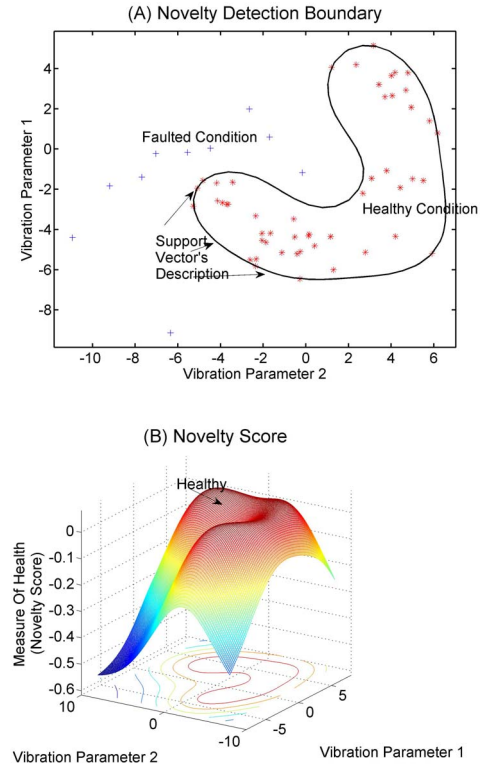 (A) Novelty Detection Boundary
4
2
0
-2
-4
-6
-8
Vibration Parameter 1
Faulted Condition
Healthy Condition
Support
Vector's
Description
-10 -8 -6 -4 -2 0 2 4 6
Vibration Parameter 2
(B) Novelty Score
Healthy
0
-0.1
-0.2
-0.3
-0.4
-0.5
-0.6
Measure Of Health
(Novelty Score)
10 0 -10
-5 0 5
Vibration Parameter 2
Vibration Parameter 1